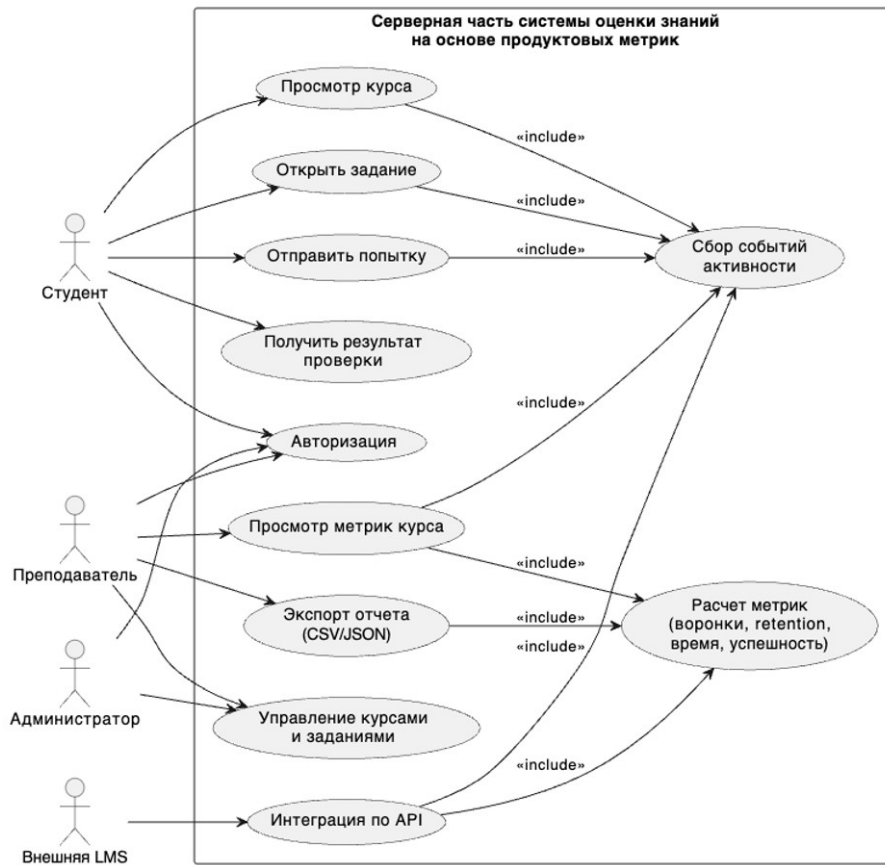 Серверная часть системы оценки знаний
на основе продуктовых метрик
Просмотр курса
«include»
Открыть задание
«include»
Студент
Отправить попытку
«include»
Сбор событий
активности
Получить результат
проверки
«include»
Авторизация
Преподаватель
Просмотр метрик курса
«include»
Экспорт отчета
(CSV/JSON)
«include»
«include»
Расчет метрик
(воронки, retention,
время, успешность)
Администратор
Управление курсами
и заданиями
«include»
Внешняя LMS
Интеграция по API